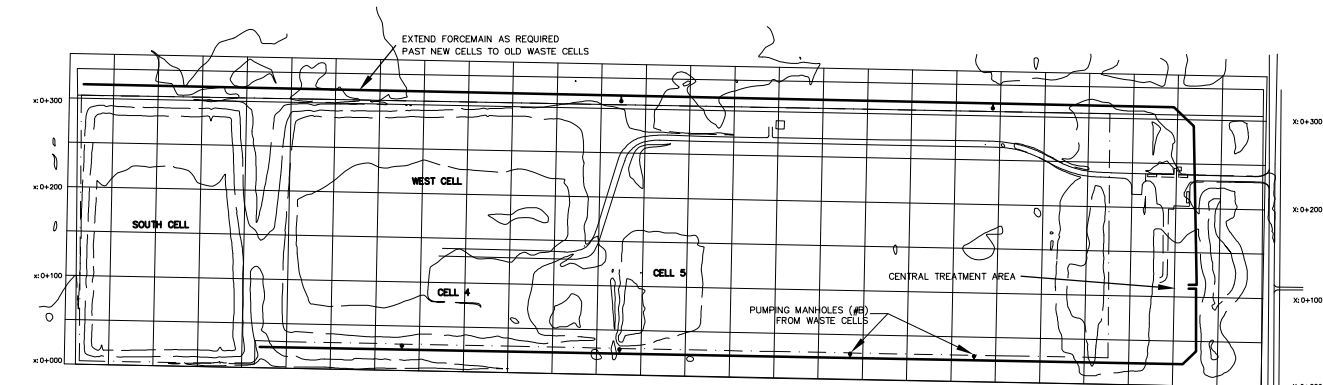 EXTEND FORCEMAIN AS REQUIRED
PAST NEW CELLS TO OLD WASTE CELLS
x: 0+300
X: 0+300
x: 0+200
WEST CELL
X: 0+200
SOUTH CELL
CELL 5
x: 0+100
CENTRAL TREATMENT AREA
CELL 4
X: 0+100
PUMPING MANHOLES (#B)
FROM WASTE CELLS
x: 0+000